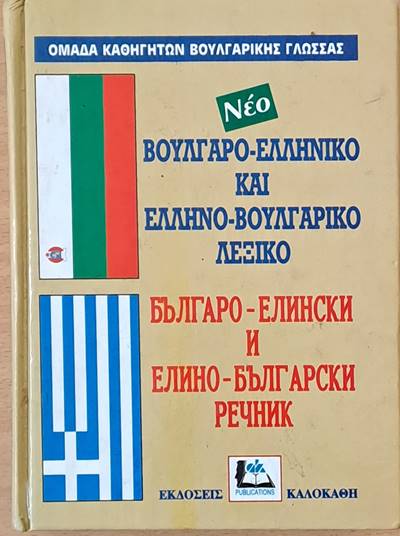 ΟΜΑΔΑ ΚΑΘΗΓΗΤΩΝ ΒΟΥΛΓΑΡΙΚΗΣ ΓΛΩΣΣΑΣ
Νέο
ΒΟΥΛΓΑΡΟ-ΕΛΛΗΝΙΚΟ
ΚΑΙ
ΕΛΛΗΝΟ-ΒΟΥΛΓΑΡΙΚΟ
ΛΕΞΙΚΟ
БЪЛГАРО-ЕЛИНСКИ
И
ЕЛИНО-БЪЛГАРСКИ
РЕЧНИК
PUBLICATIONS
ΕΚΔΟΣΕΙΣ ΚΑΛΟΚΑΘΗ